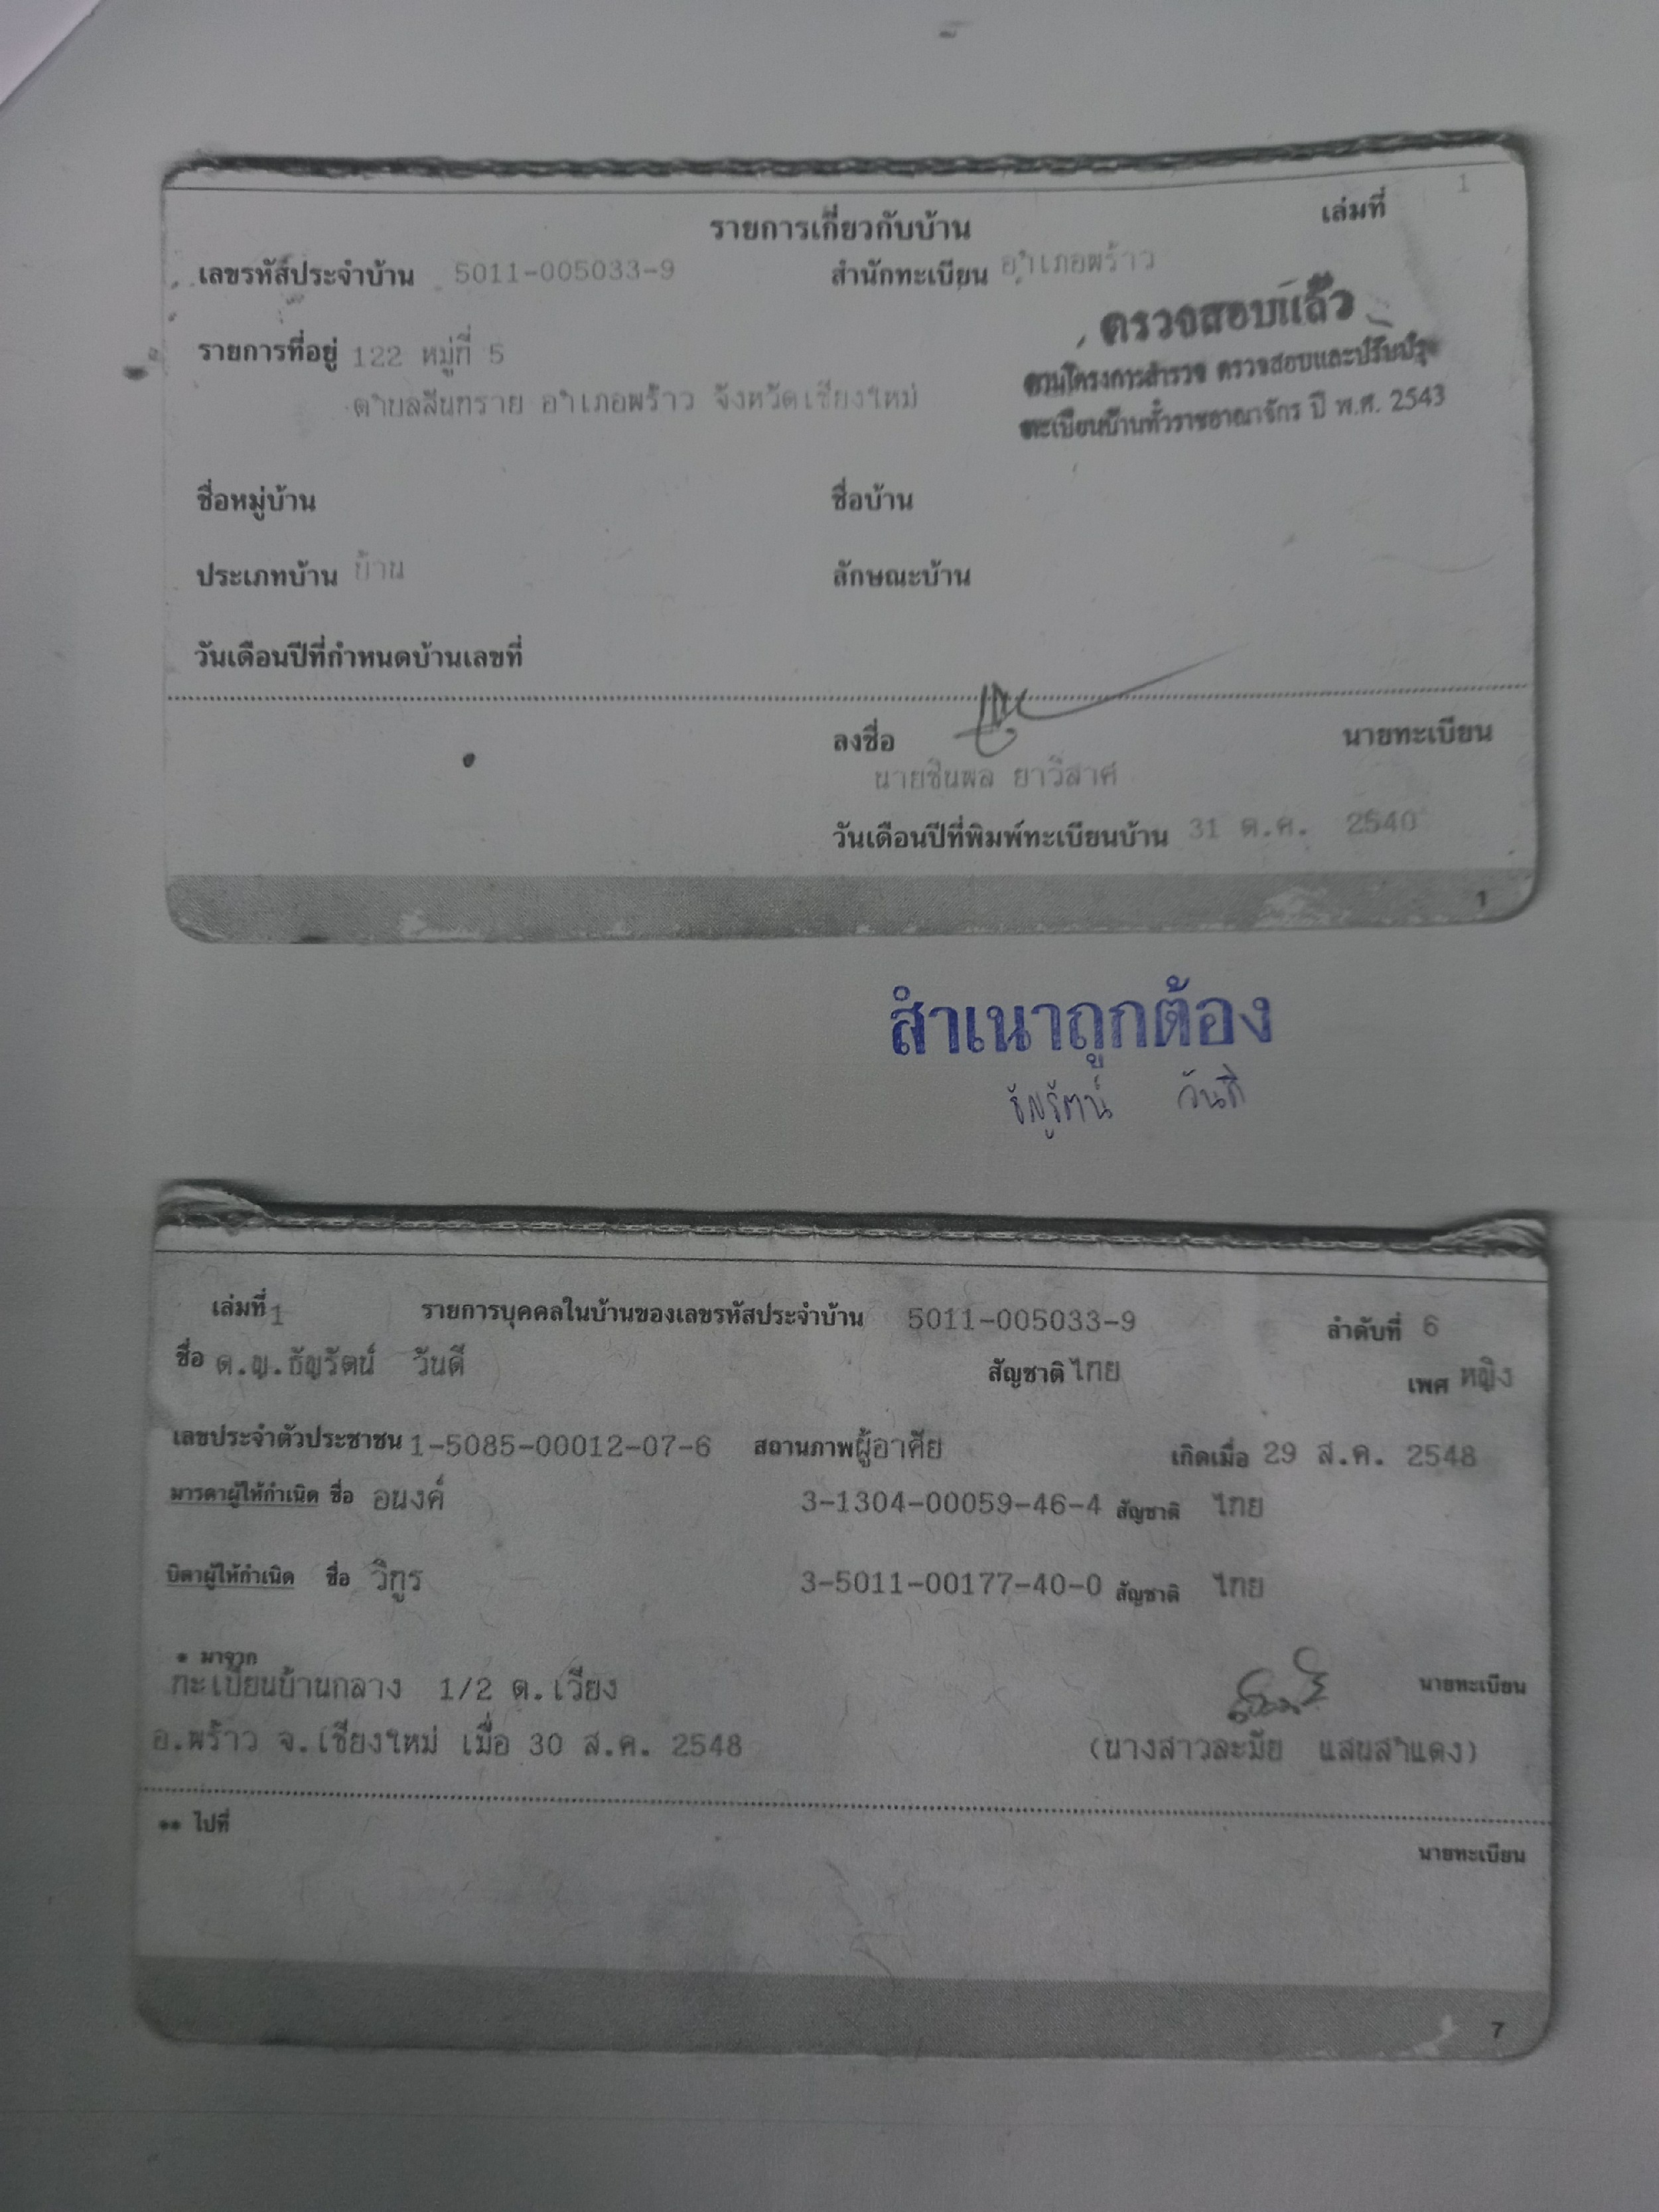 เล่มที่ 1
รายการเกี่ยวกับบ้าน
เลขรหัสประจำบ้าน 5011-005033-9 สำนักทะเบียน อำเภอพร้าว
ตรวจสอบแล้ว
รายการที่อยู่ 122 หมู่ที่ 5
ตามโครงการสำรวจ ตรวจสอบและปรับปรุง
ตำบลสันทราย อำเภอพร้าว จังหวัดเชียงใหม่
ทะเบียนบ้านทั่วราชอาณาจักร ปี พ.ศ. 2543
ชื่อหมู่บ้าน ชื่อบ้าน
ประเภทบ้าน บ้าน ลักษณะบ้าน
วันเดือนปีที่กำหนดบ้านเลขที่
ลงชื่อ นายทะเบียน
นายชินพล ยาวิลาศ
วันเดือนปีที่พิมพ์ทะเบียนบ้าน 31 ต.ค. 2540
1
สำเนาถูกต้อง
ธัญรัตน์ วันดี
เล่มที่ 1 รายการบุคคลในบ้านของเลขรหัสประจำบ้าน 5011-005033-9 ลำดับที่ 6
ชื่อ ด.ญ.ธัญรัตน์ วันดี สัญชาติ ไทย เพศ หญิง
เลขประจำตัวประชาชน 1-5085-00012-07-6 สถานภาพ ผู้อาศัย เกิดเมื่อ 29 ส.ค. 2548
มารดาผู้ให้กำเนิด ชื่อ อนงค์ 3-1304-00059-46-4 สัญชาติ ไทย
บิดาผู้ให้กำเนิด ชื่อ วิฑูร 3-5011-00177-40-0 สัญชาติ ไทย
* มาจาก
ทะเบียนบ้านกลาง 1/2 ต.เวียง นายทะเบียน
อ.พร้าว จ.เชียงใหม่ เมื่อ 30 ส.ค. 2548 (นางสาวละมัย แสนสำแดง)
** ไปที่
นายทะเบียน
7